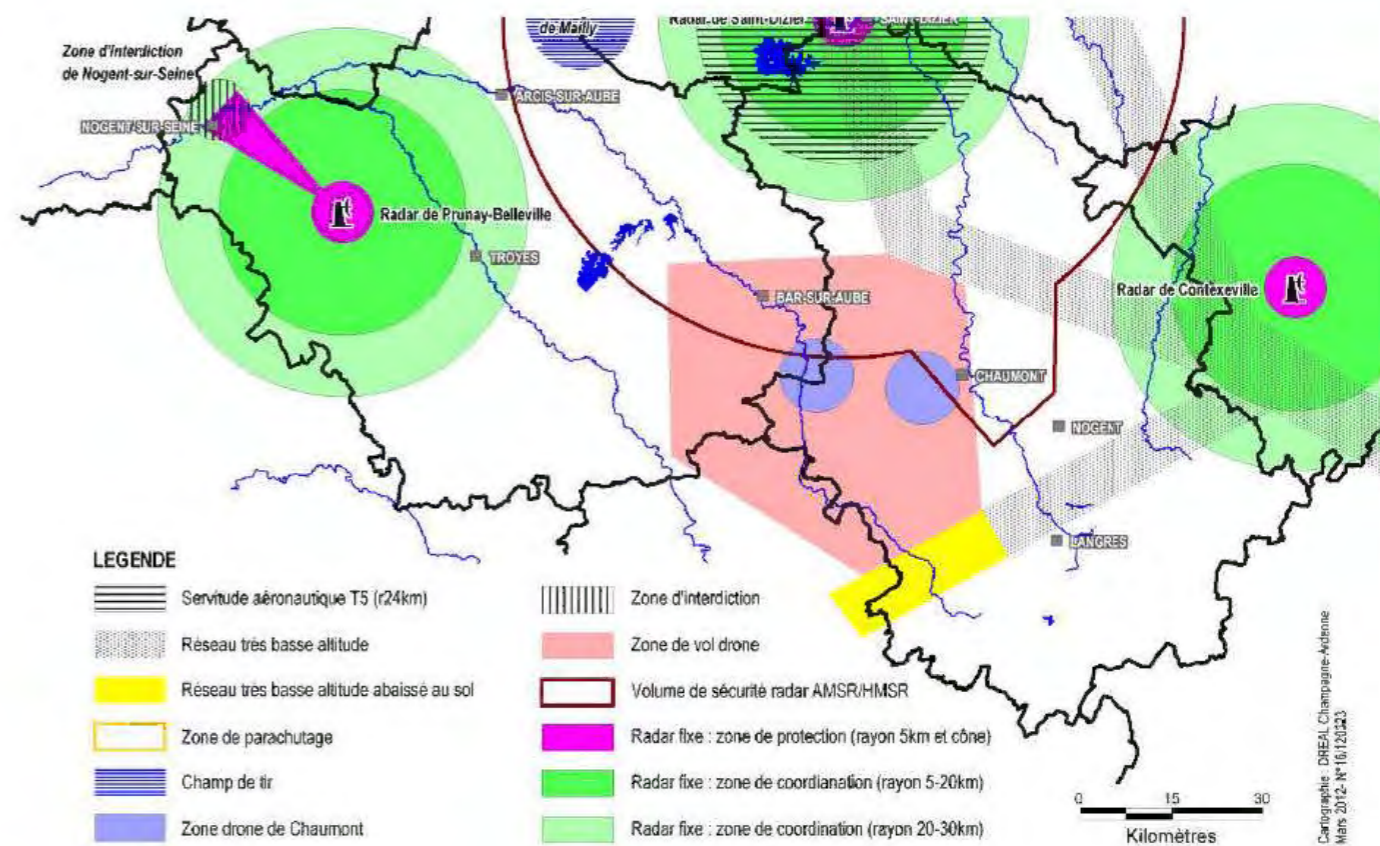 Radar de Saint-Dizier
SAINT-DIZIER
de Mailly
Zone d'interdiction
de Nogent-sur-Seine
ARCIS-SUR-AUBE
NOGENT-SUR-SEINE
Radar de Prunay-Belleville
TROYES
BAR-SUR-AUBE
Radar de Contexeville
CHAUMONT
NOGENT
LANGRES
LEGENDE
Servitude aéronautique T5 (r24km)
Réseau très basse altitude
Réseau très basse altitude abaissé au sol
Zone de parachutage
Champ de tir
Zone drone de Chaumont
Zone d'interdiction
Zone de vol drone
Volume de sécurité radar AMSR/HMSR
Radar fixe : zone de protection (rayon 5km et cône)
Radar fixe : zone de coordianation (rayon 5-20km)
Radar fixe : zone de coordination (rayon 20-30km)
0 15 30
Kilomètres
Cartographie : DREAL Champagne-Ardenne
Mars 2012- N°16/120323